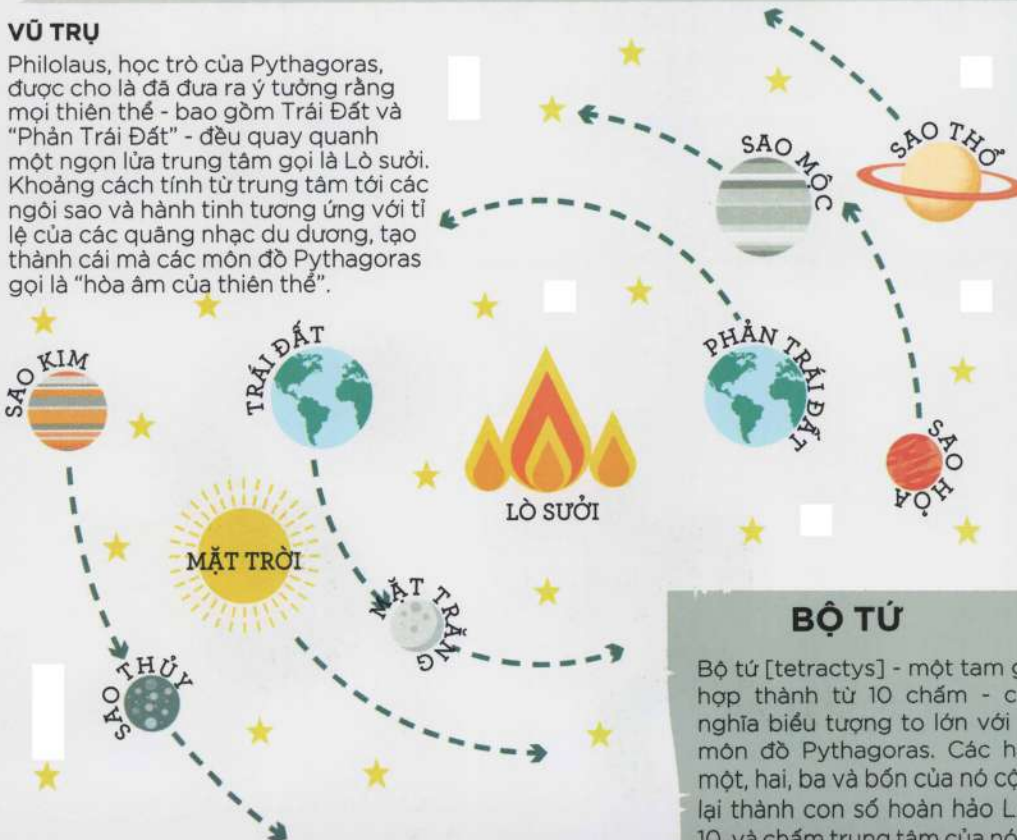 VŨ TRỤ
Philolaus, học trò của Pythagoras,
được cho là đã đưa ra ý tưởng rằng
mọi thiên thể - bao gồm Trái Đất và
“Phản Trái Đất” - đều quay quanh
một ngọn lửa trung tâm gọi là Lò sưởi.
Khoảng cách tính từ trung tâm tới các
ngôi sao và hành tinh tương ứng với tỉ
lệ của các quãng nhạc du dương, tạo
thành cái mà các môn đồ Pythagoras
gọi là “hòa âm của thiên thể”.
SAO MỘC
SAO THỔ
SAO KIM
TRÁI ĐẤT
PHẢN TRÁI ĐẤT
SAO HỎA
LÒ SƯỞI
MẶT TRỜI
MẶT TRĂNG
SAO THỦY
BỘ TỨ
Bộ tứ [tetractys] - một tam
hợp thành từ 10 chấm -
nghĩa biểu tượng to lớn với
môn đồ Pythagoras. Các
một, hai, ba và bốn của nó
lại thành con số hoàn hảo
10, và chấm trung tâm của nó